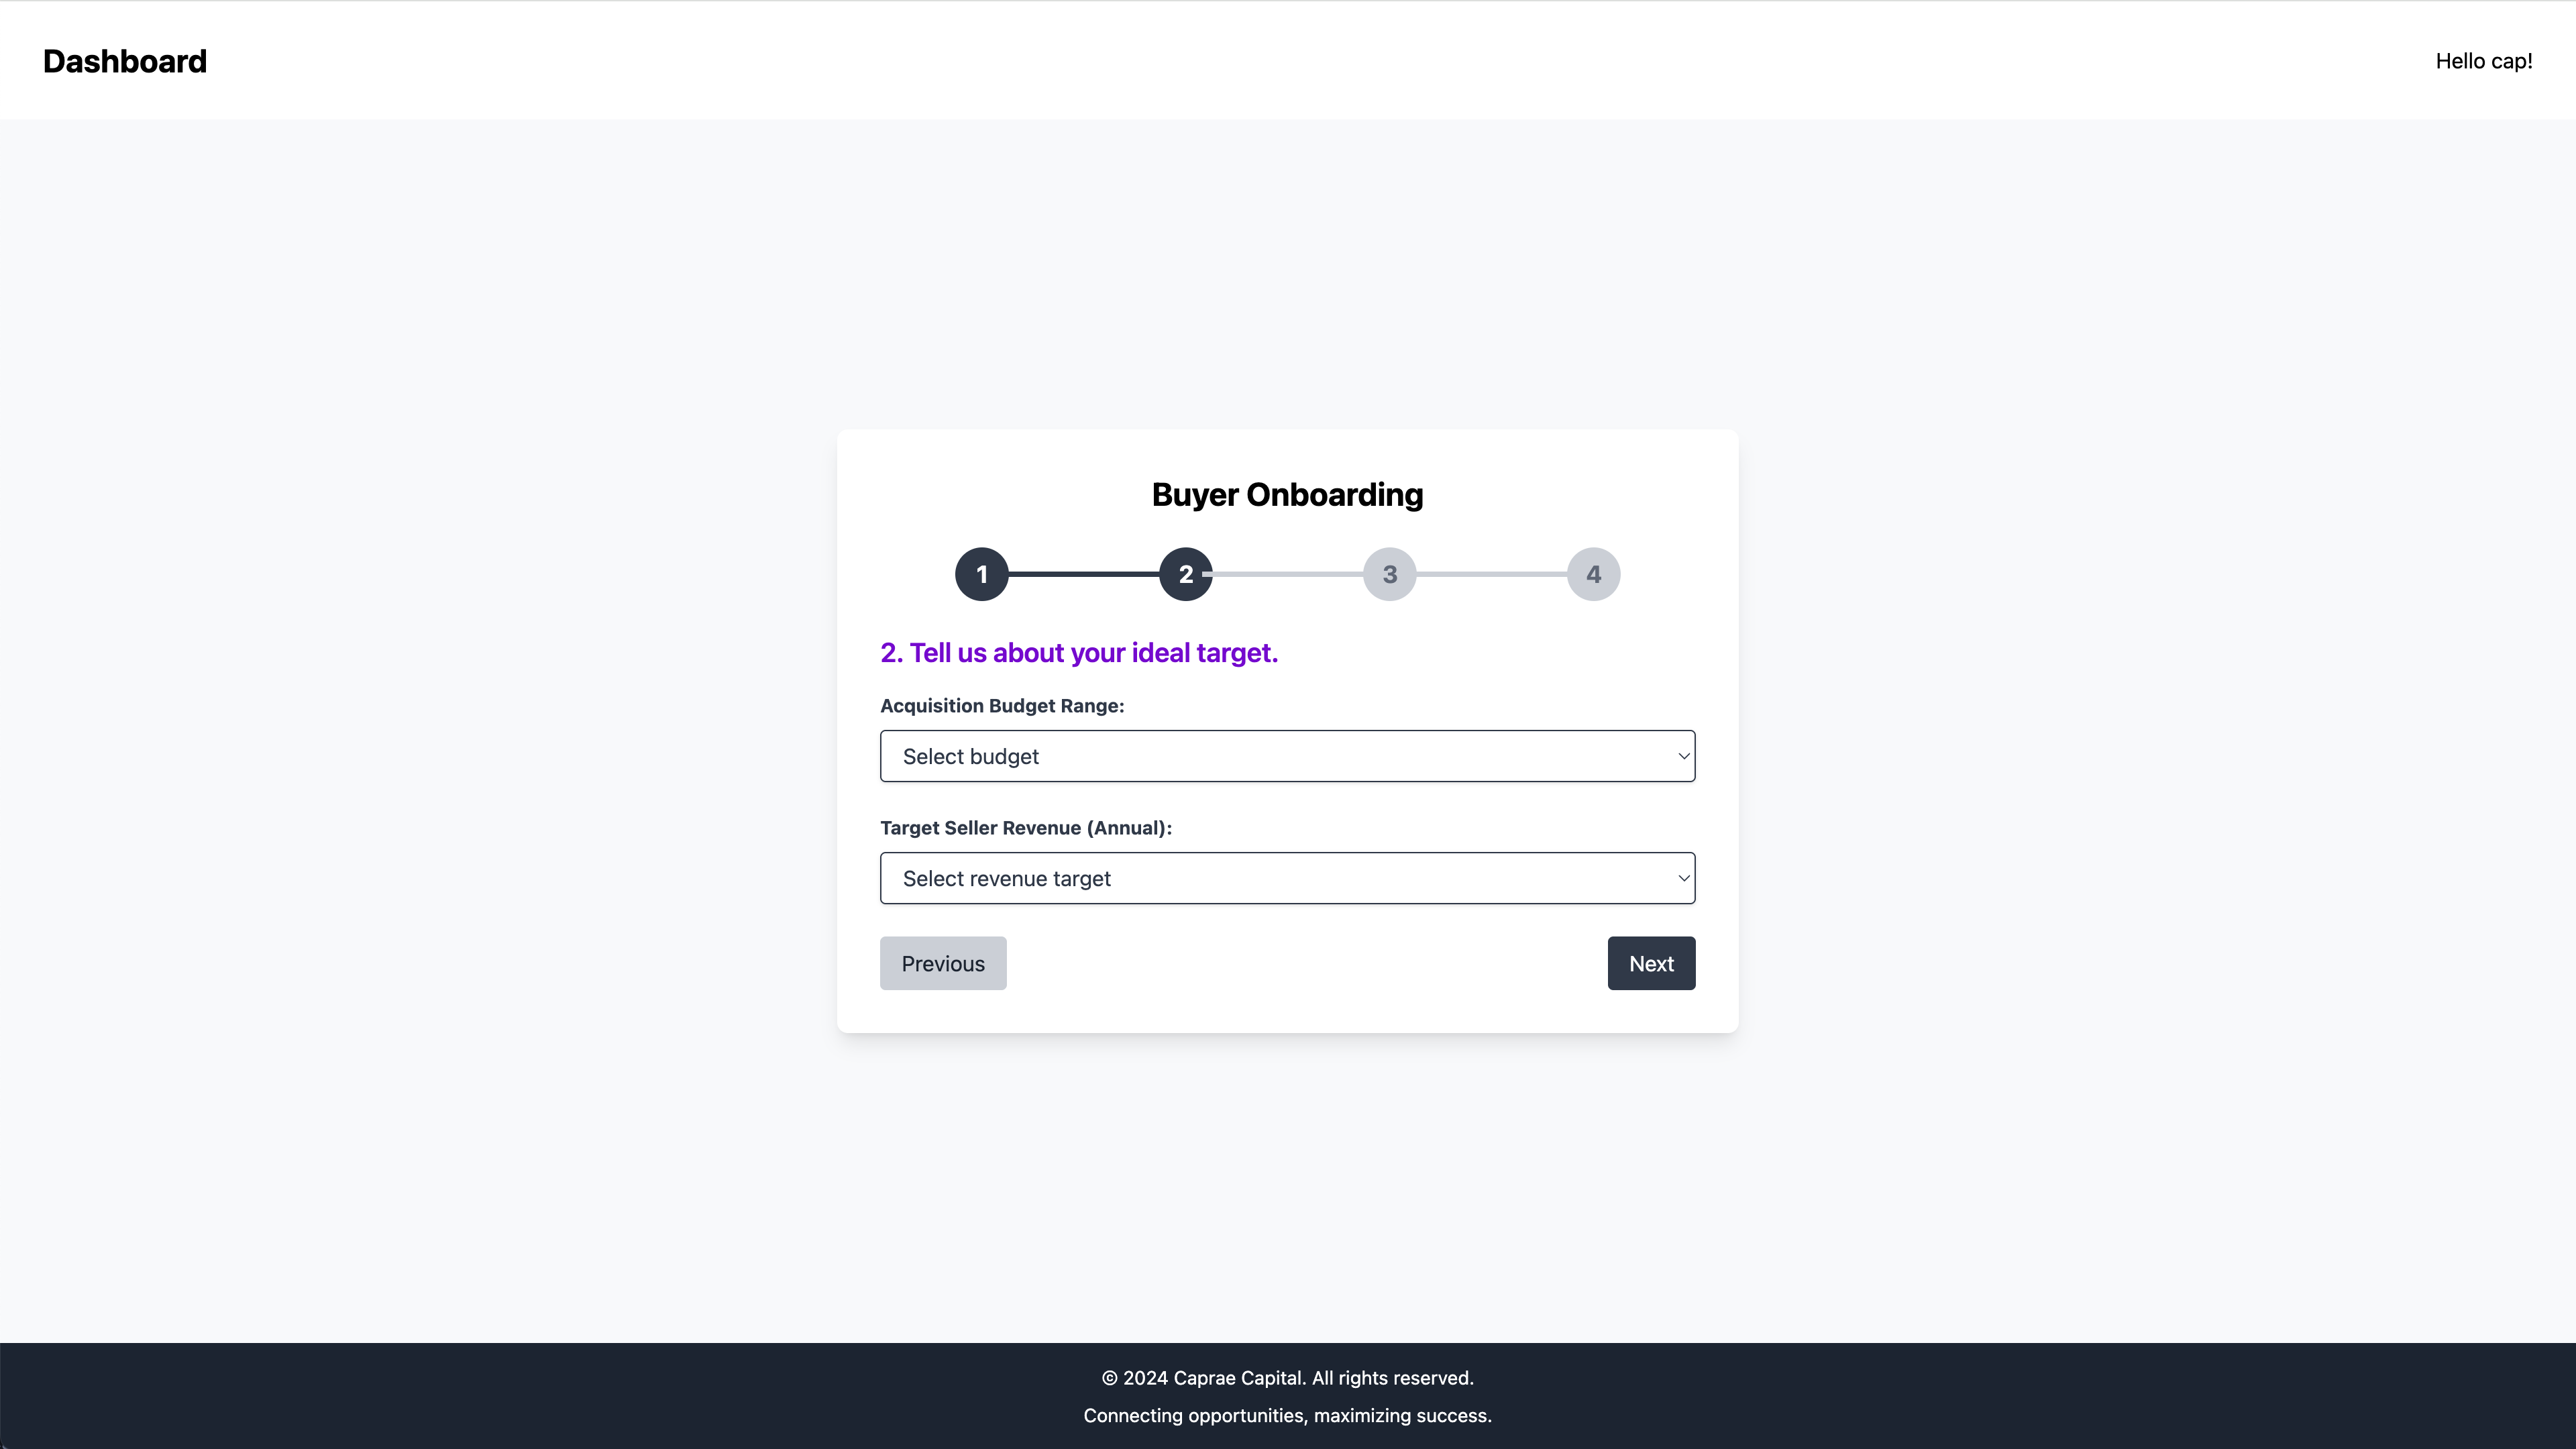 Dashboard
Hello cap!
Buyer Onboarding
1 2 3 4
2. Tell us about your ideal target.
Acquisition Budget Range:
Select budget
Target Seller Revenue (Annual):
Select revenue target
Previous
Next
© 2024 Caprae Capital. All rights reserved.
Connecting opportunities, maximizing success.